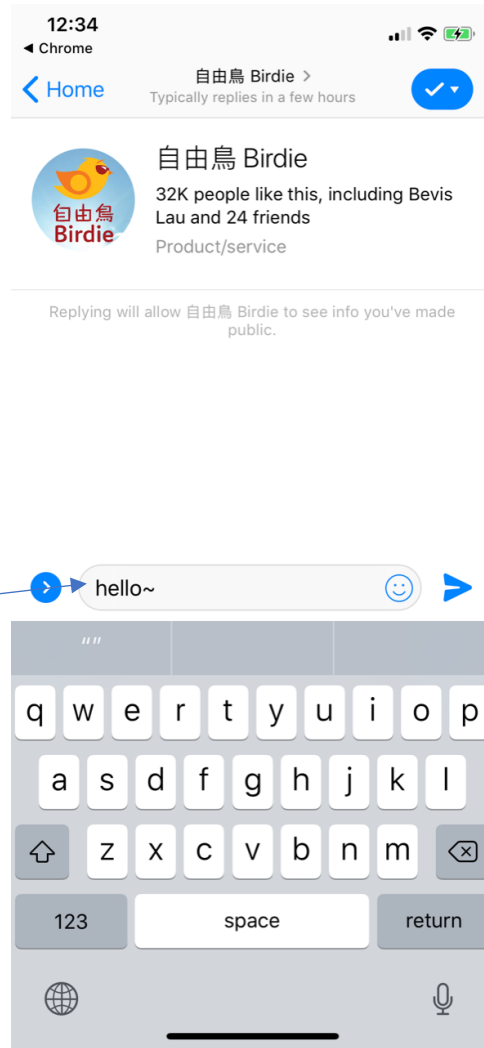 12:34
◀ Chrome
Home
自由鳥 Birdie >
Typically replies in a few hours
自由鳥
Birdie
自由鳥 Birdie
32K people like this, including Bevis
Lau and 24 friends
Product/service
Replying will allow 自由鳥 Birdie to see info you've made
public.
hello~
""
q w e r t y u i o p
a s d f g h j k l
z x c v b n m
123 space return